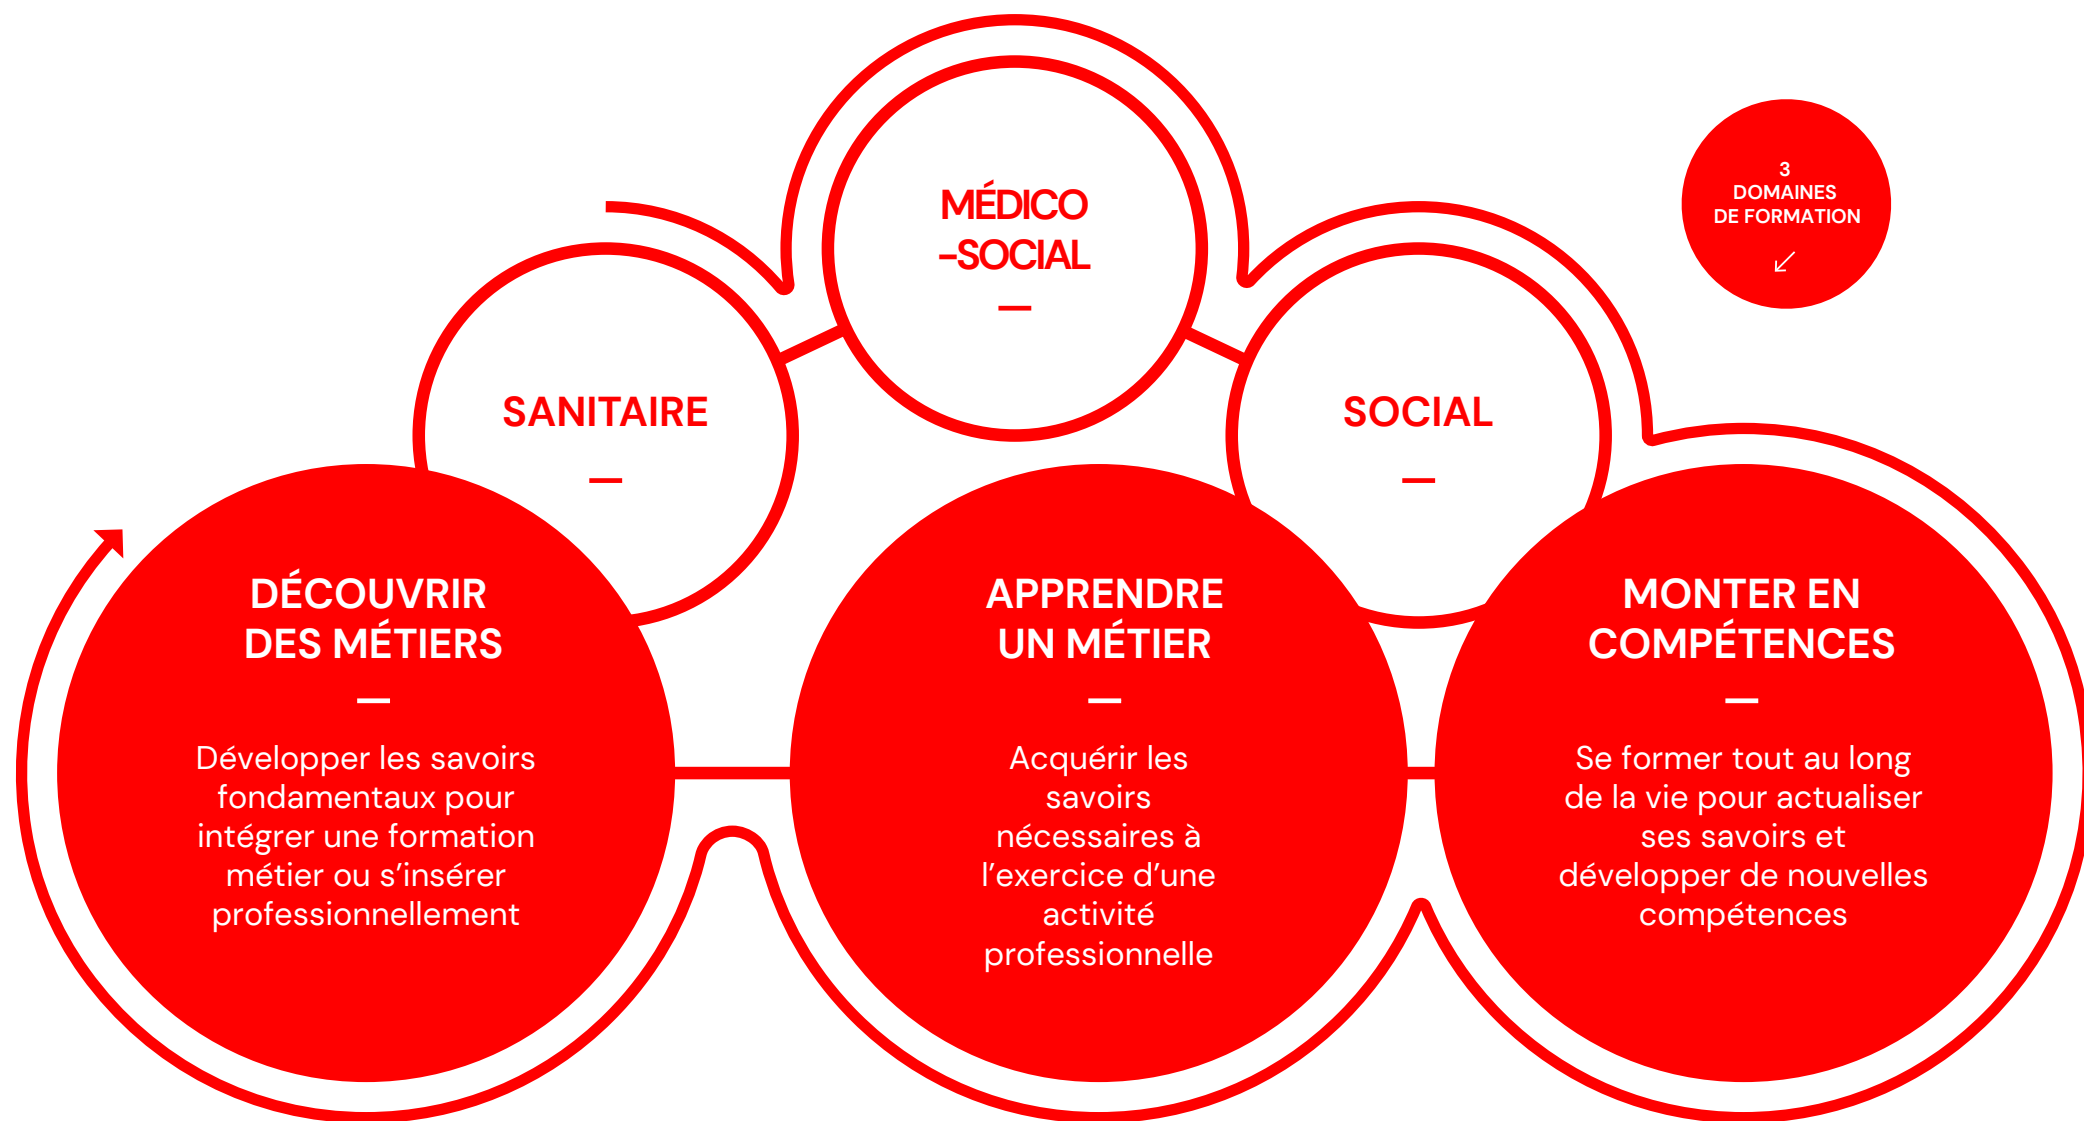 MÉDICO
-SOCIAL
3
DOMAINES
DE FORMATION
SANITAIRE
SOCIAL
DÉCOUVRIR
DES MÉTIERS
Développer les savoirs
fondamentaux pour
intégrer une formation
métier ou s’insérer
professionnellement
APPRENDRE
UN MÉTIER
Acquérir les
savoirs
nécessaires à
l’exercice d’une
activité
professionnelle
MONTER EN
COMPÉTENCES
Se former tout au long
de la vie pour actualiser
ses savoirs et
développer de nouvelles
compétences